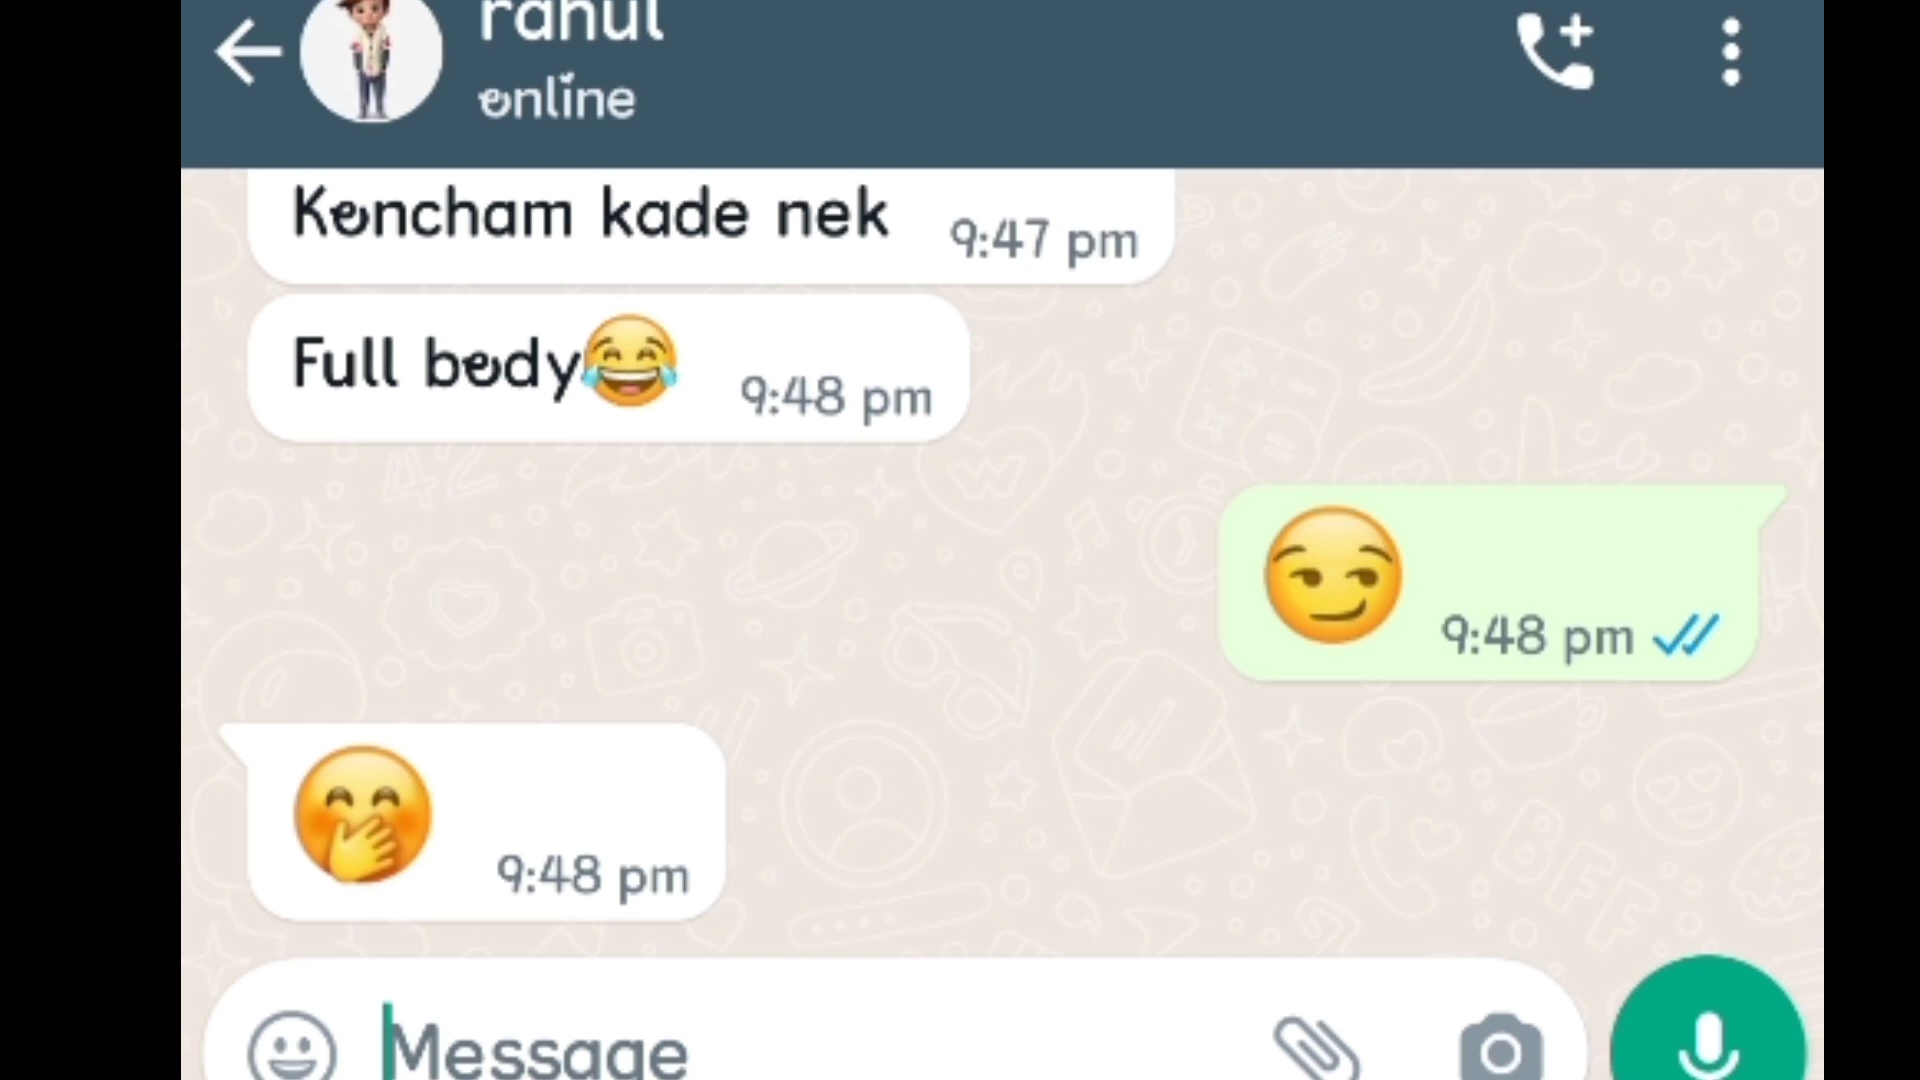 rahul
online
Koncham kade nek 9:47 pm
Full body😂 9:48 pm
😏 9:48 pm
🤭 9:48 pm
Message